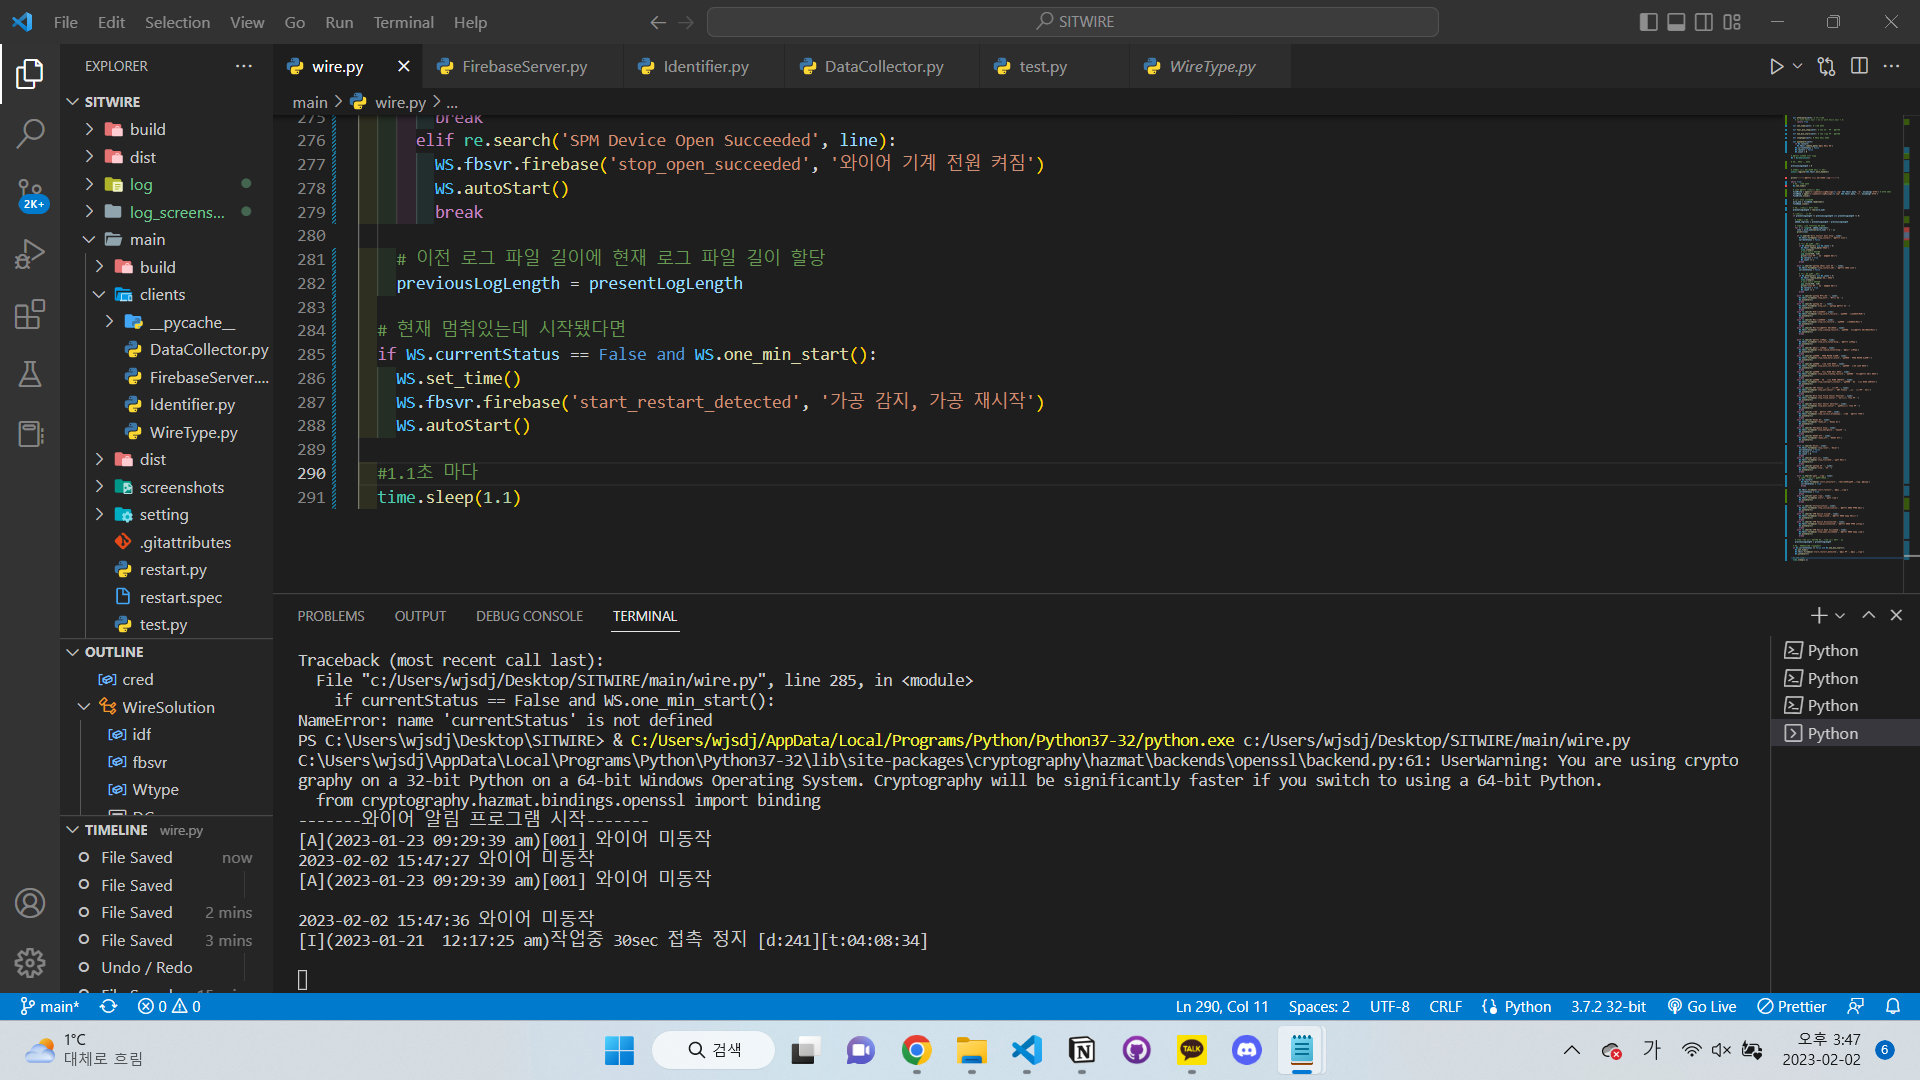 File Edit Selection View Go Run Terminal Help
SITWIRE
EXPLORER
SITWIRE
build
dist
log
log_screens...
main
build
clients
__pycache__
DataCollector.py
FirebaseServer....
Identifier.py
WireType.py
dist
screenshots
setting
.gitattributes
restart.py
restart.spec
test.py
OUTLINE
cred
WireSolution
idf
fbsvr
Wtype
TIMELINE wire.py
File Saved now
File Saved
File Saved 2 mins
File Saved 3 mins
Undo / Redo
2K+
wire.py FirebaseServer.py Identifier.py DataCollector.py test.py WireType.py
main > wire.py > ...
275 break
276 elif re.search('SPM Device Open Succeeded', line):
277 WS.fbsvr.firebase('stop_open_succeeded', '와이어 기계 전원 켜짐')
278 WS.autoStart()
279 break
280
281 # 이전 로그 파일 길이에 현재 로그 파일 길이 할당
282 previousLogLength = presentLogLength
283
284 # 현재 멈춰있는데 시작됐다면
285 if WS.currentStatus == False and WS.one_min_start():
286 WS.set_time()
287 WS.fbsvr.firebase('start_restart_detected', '가공 감지, 가공 재시작')
288 WS.autoStart()
289
290 #1.1초 마다
291 time.sleep(1.1)
PROBLEMS OUTPUT DEBUG CONSOLE TERMINAL
Traceback (most recent call last):
File "c:/Users/wjsdj/Desktop/SITWIRE/main/wire.py", line 285, in <module>
if currentStatus == False and WS.one_min_start():
NameError: name 'currentStatus' is not defined
PS C:\Users\wjsdj\Desktop\SITWIRE> & C:/Users/wjsdj/AppData/Local/Programs/Python/Python37-32/python.exe c:/Users/wjsdj/Desktop/SITWIRE/main/wire.py
C:\Users\wjsdj\AppData\Local\Programs\Python\Python37-32\lib\site-packages\cryptography\hazmat\backends\openssl\backend.py:61: UserWarning: You are using crypto
graphy on a 32-bit Python on a 64-bit Windows Operating System. Cryptography will be significantly faster if you switch to using a 64-bit Python.
from cryptography.hazmat.bindings.openssl import binding
-------와이어 알림 프로그램 시작-------
[A](2023-01-23 09:29:39 am)[001] 와이어 미동작
2023-02-02 15:47:27 와이어 미동작
[A](2023-01-23 09:29:39 am)[001] 와이어 미동작
2023-02-02 15:47:36 와이어 미동작
[I](2023-01-21  12:17:25 am)작업중 30sec 접촉 정지 [d:241][t:04:08:34]
Python
Python
Python
Python
main* 0 0 Ln 290, Col 11 Spaces: 2 UTF-8 CRLF Python 3.7.2 32-bit Go Live Prettier
1°C
대체로 흐림
검색
TALK
가
오후 3:47
2023-02-02
6